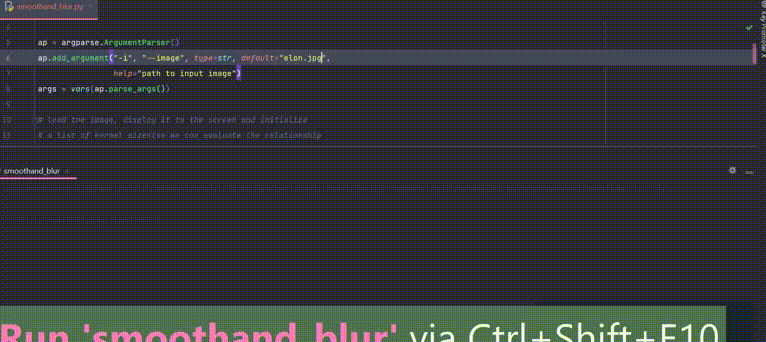 smoothand_blur.py
4
5 ap = argparse.ArgumentParser()
6 ap.add_argument("-i", "--image", type=str, default="elon.jpg",
7 help="path to input image")
8 args = vars(ap.parse_args())
9
10 # load the image, display it to the screen and initialize
11 # a list of kernel sizes(so we can evaluate the relationship
smoothand_blur
Run 'smoothand_blur' via Ctrl+Shift+F10
Key Promoter X